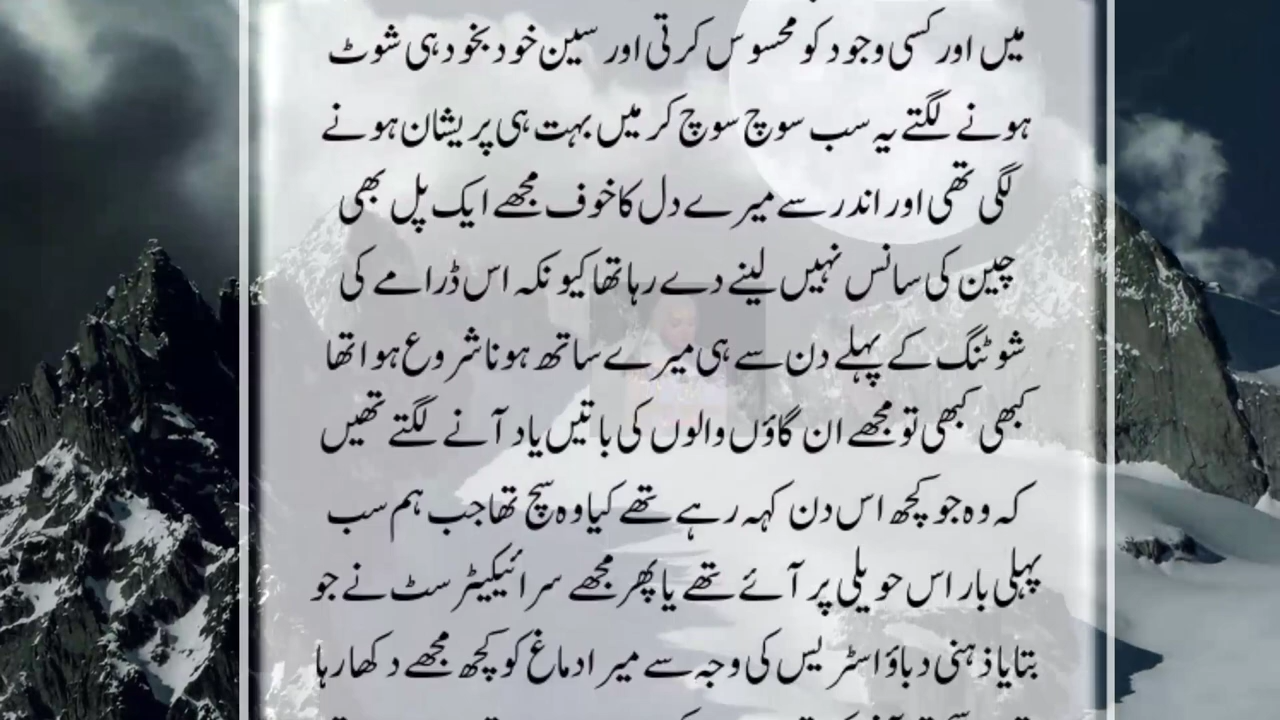 میں اور کسی وجود کو محسوس کرتی اور سین خود بخود ہی شوٹ
ہونے لگتے یہ سب سوچ سوچ کر میں بہت ہی پریشان ہونے
لگی تھی اور اندر سے میرے دل کا خوف مجھے ایک پل بھی
چین کی سانس نہیں لینے دے رہا تھا کیونکہ اس ڈرامے کی
شوٹنگ کے پہلے دن سے ہی میرے ساتھ ہونا شروع ہوا تھا
کبھی کبھی تو مجھے ان گاؤں والوں کی باتیں یاد آنے لگتے تھیں
کہ وہ جو کچھ اس دن کہہ رہے تھے کیا وہ سچ تھا جب ہم سب
پہلی بار اس حویلی پر آئے تھے یا پھر مجھے سرائیکیٹرسٹ نے جو
بتایا ذہنی دباؤ اسٹریس کی وجہ سے میرا دماغ کو کچھ مجھے دکھا رہا